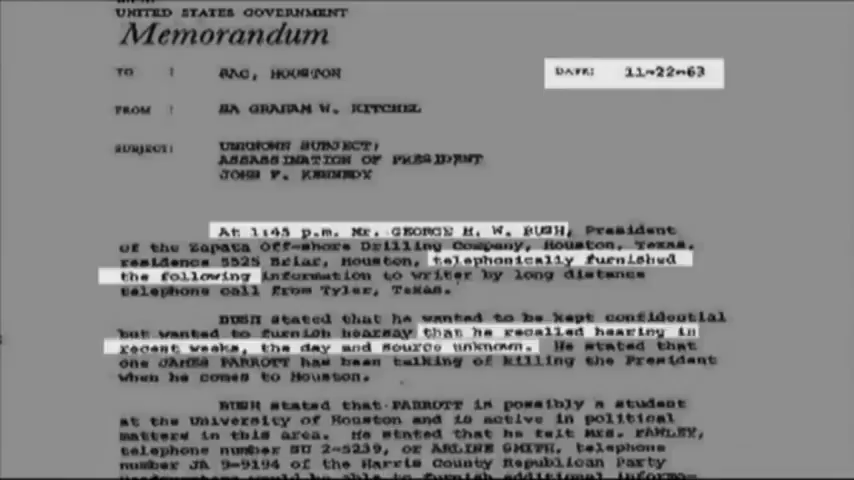 UNITED STATES GOVERNMENT
Memorandum
TO : SAC, HOUSTON
DATE: 11-22-63
FROM : SA GRAHAM W. KITCHEL
SUBJECT: UNKNOWN SUBJECT;
ASSASSINATION OF PRESIDENT
JOHN F. KENNEDY
At 1:45 p.m. Mr. GEORGE H. W. BUSH, President
of the Zapata Off-shore Drilling Company, Houston, Texas,
residence 5525 Briar, Houston, telephonically furnished
the following information to writer by long distance
telephone call from Tyler, Texas.
BUSH stated that he wanted to be kept confidential
but wanted to furnish hearsay that he recalled hearing in
recent weeks, the day and source unknown. He stated that
one JAMES PARROTT has been talking of killing the President
when he comes to Houston.
BUSH stated that PARROTT is possibly a student
at the University of Houston and is active in political
matters in this area. He stated that he felt Mrs. FAWLEY,
telephone number SU 2-5239, or ARLINE SMITH, telephone
number JA 9-9194 of the Harris County Republican Party